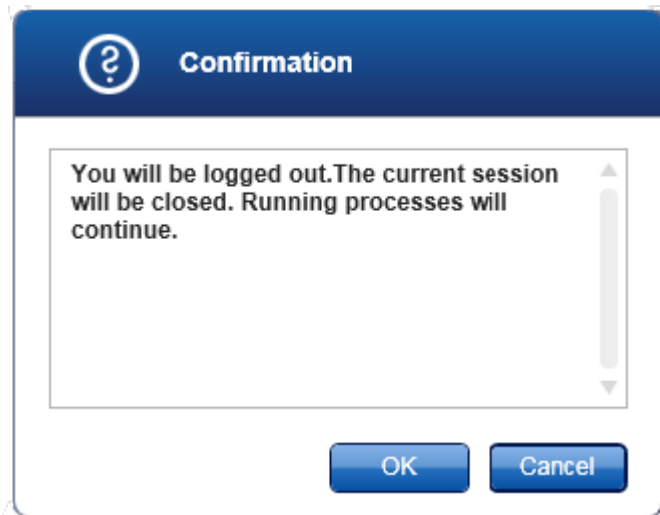 Confirmation
You will be logged out.The current session
will be closed. Running processes will
continue.
OK
Cancel